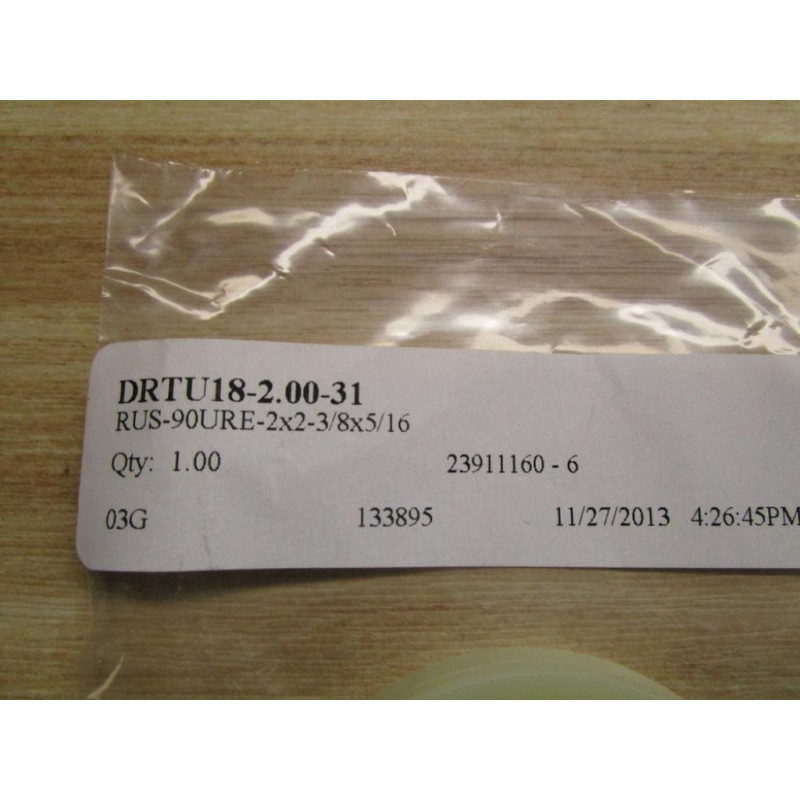 DRTU18-2.00-31
RUS-90URE-2x2-3/8x5/16
Qty: 1.00 23911160 - 6
03G 133895 11/27/2013 4:26:45PM